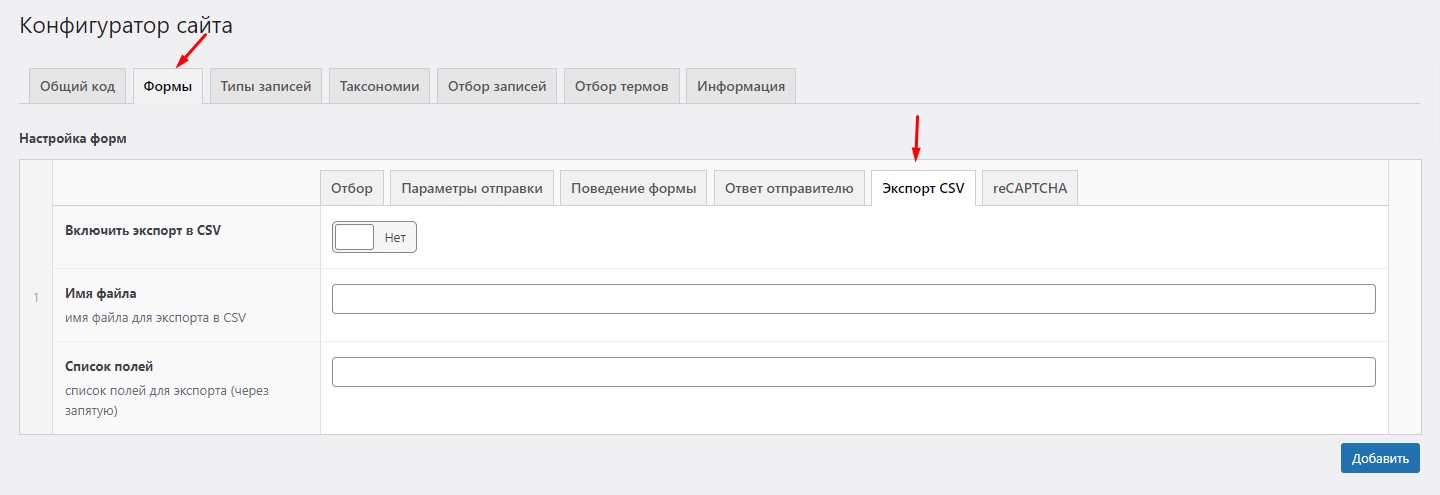 Конфигуратор сайта
Общий код Формы Типы записей Таксономии Отбор записей Отбор термов Информация
Настройка форм
Отбор Параметры отправки Поведение формы Ответ отправителю Экспорт CSV reCAPTCHA
Включить экспорт в CSV
Нет
1
Имя файла
имя файла для экспорта в CSV
Список полей
список полей для экспорта (через
запятую)
Добавить